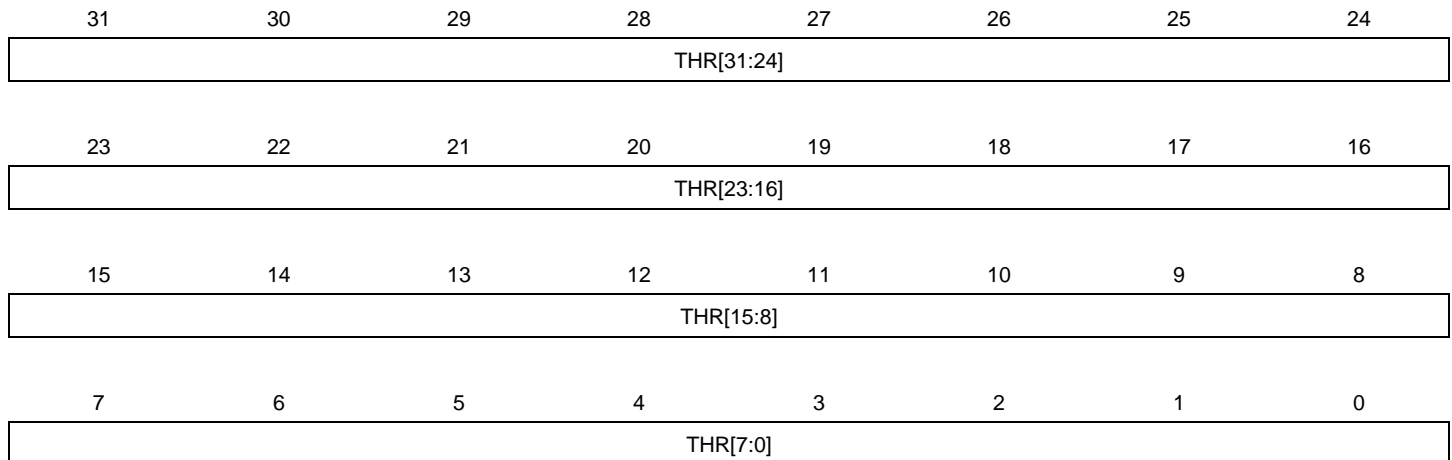 31 30 29 28 27 26 25 24
THR[31:24]
23 22 21 20 19 18 17 16
THR[23:16]
15 14 13 12 11 10 9 8
THR[15:8]
7 6 5 4 3 2 1 0
THR[7:0]